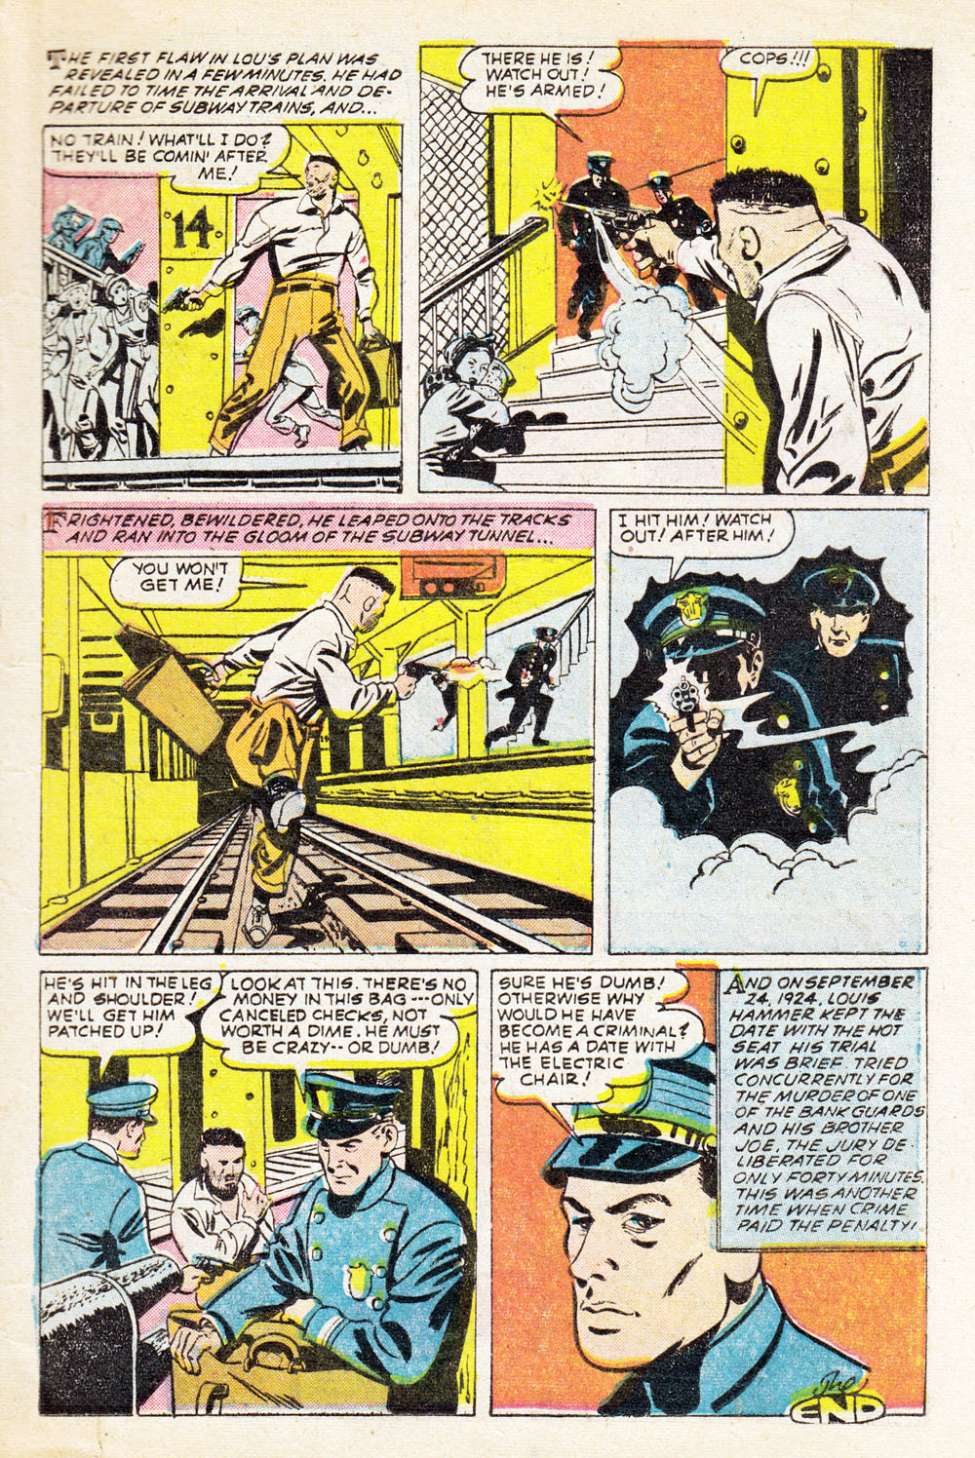 THE FIRST FLAW IN LOU'S PLAN WAS
REVEALED IN A FEW MINUTES. HE HAD
FAILED TO TIME THE ARRIVAL AND DE-
PARTURE OF SUBWAY TRAINS, AND...
NO TRAIN! WHAT'LL I DO?
THEY'LL BE COMIN' AFTER
ME!
14
THERE HE IS!
WATCH OUT!
HE'S ARMED!
COPS!!!
FRIGHTENED, BEWILDERED, HE LEAPED ONTO THE TRACKS
AND RAN INTO THE GLOOM OF THE SUBWAY TUNNEL...
YOU WON'T
GET ME!
I HIT HIM! WATCH
OUT! AFTER HIM!
HE'S HIT IN THE LEG
AND SHOULDER!
WE'LL GET HIM
PATCHED UP!
LOOK AT THIS. THERE'S NO
MONEY IN THIS BAG ---ONLY
CANCELED CHECKS, NOT
WORTH A DIME. HE MUST
BE CRAZY-- OR DUMB!
SURE HE'S DUMB!
OTHERWISE WHY
WOULD HE HAVE
BECOME A CRIMINAL?
HE HAS A DATE WITH
THE ELECTRIC
CHAIR!
AND ON SEPTEMBER
24, 1924, LOUIS
HAMMER KEPT THE
DATE WITH THE HOT
SEAT. HIS TRIAL
WAS BRIEF. TRIED
CONCURRENTLY FOR
THE MURDER OF ONE
OF THE BANK GUARDS
AND HIS BROTHER
JOE, THE JURY DE-
LIBERATED FOR
ONLY FORTY MINUTES.
THIS WAS ANOTHER
TIME WHEN CRIME
PAID THE PENALTY!
The
END